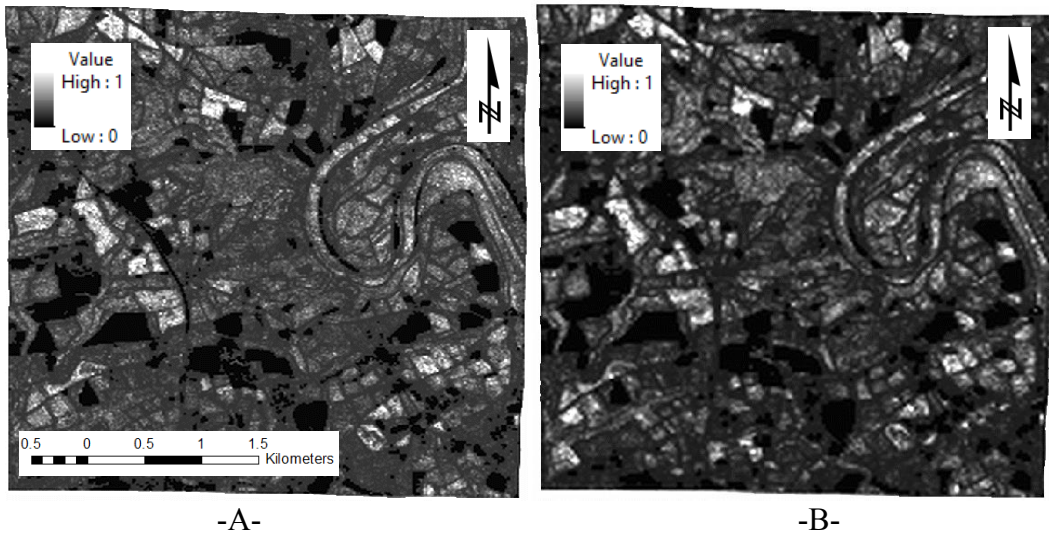 Value
High : 1
Low : 0
N
Value
High : 1
Low : 0
N
0.5 0 0.5 1 1.5
Kilometers
-A-
-B-